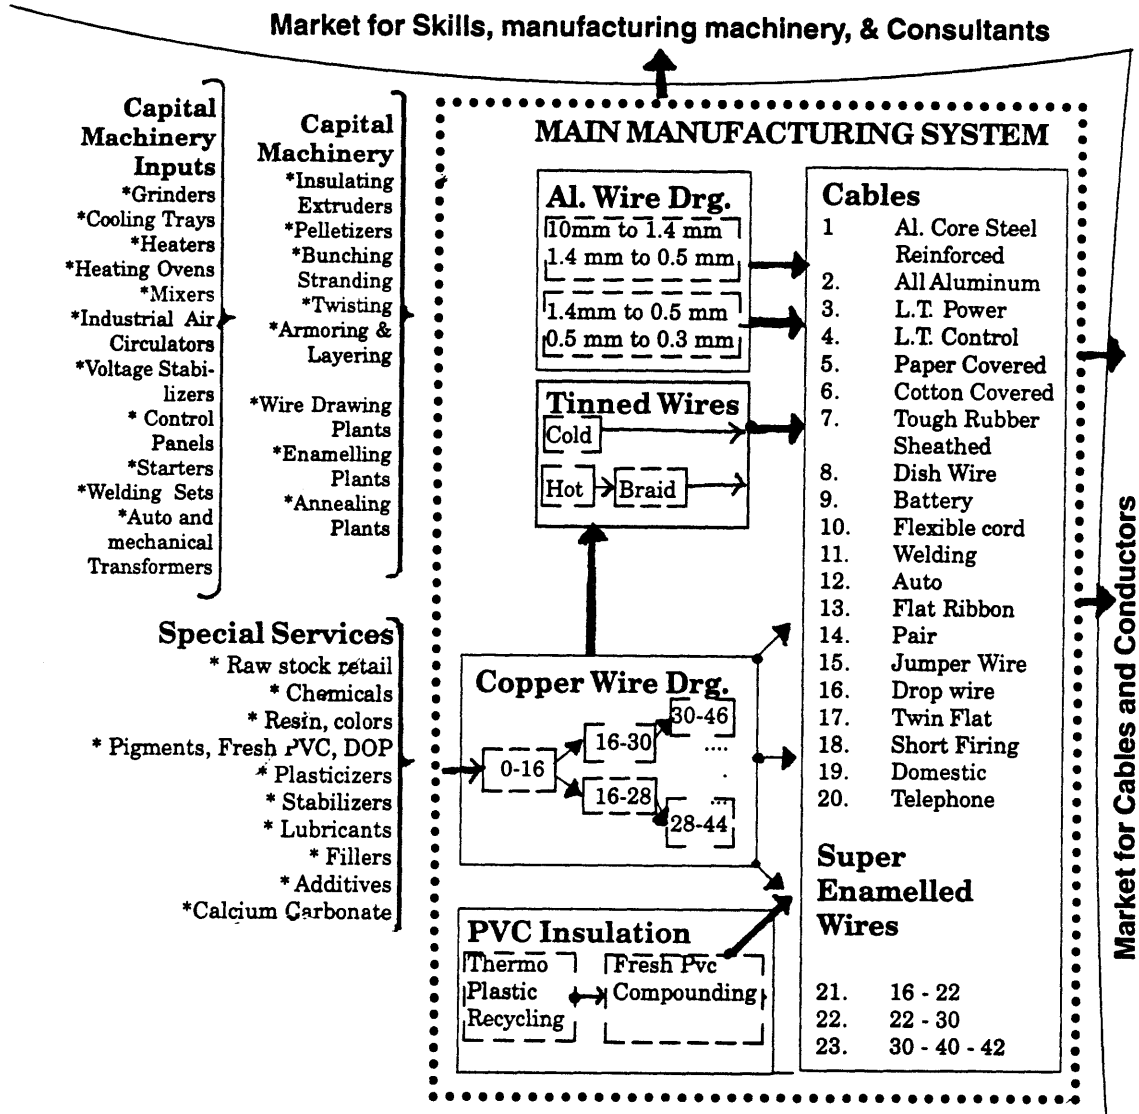 Market for Skills, manufacturing machinery, & Consultants
Capital
Machinery
Inputs
*Grinders
*Cooling Trays
*Heaters
*Heating Ovens
*Mixers
*Industrial Air
Circulators
*Voltage Stabi-
lizers
* Control
Panels
*Starters
*Welding Sets
*Auto and
mechanical
Transformers
Capital
Machinery
*Insulating
Extruders
*Pelletizers
*Bunching
Stranding
*Twisting
*Armoring &
Layering
*Wire Drawing
Plants
*Enamelling
Plants
*Annealing
Plants
Special Services
* Raw stock retail
* Chemicals
* Resin, colors
* Pigments, Fresh PVC, DOP
* Plasticizers
* Stabilizers
* Lubricants
* Fillers
* Additives
*Calcium Carbonate
MAIN MANUFACTURING SYSTEM
Al. Wire Drg.
10mm to 1.4 mm
1.4 mm to 0.5 mm
1.4mm to 0.5 mm
0.5 mm to 0.3 mm
Tinned Wires
Cold
Hot
Braid
Copper Wire Drg.
0-16
16-30
30-46
....
.
...
16-28
28-44
PVC Insulation
Thermo
Plastic
Recycling
Fresh Pvc
Compounding
Cables
1 Al. Core Steel
Reinforced
2. All Aluminum
3. L.T. Power
4. L.T. Control
5. Paper Covered
6. Cotton Covered
7. Tough Rubber
Sheathed
8. Dish Wire
9. Battery
10. Flexible cord
11. Welding
12. Auto
13. Flat Ribbon
14. Pair
15. Jumper Wire
16. Drop wire
17. Twin Flat
18. Short Firing
19. Domestic
20. Telephone
Super
Enamelled
Wires
21. 16 - 22
22. 22 - 30
23. 30 - 40 - 42
Market for Cables and Conductors